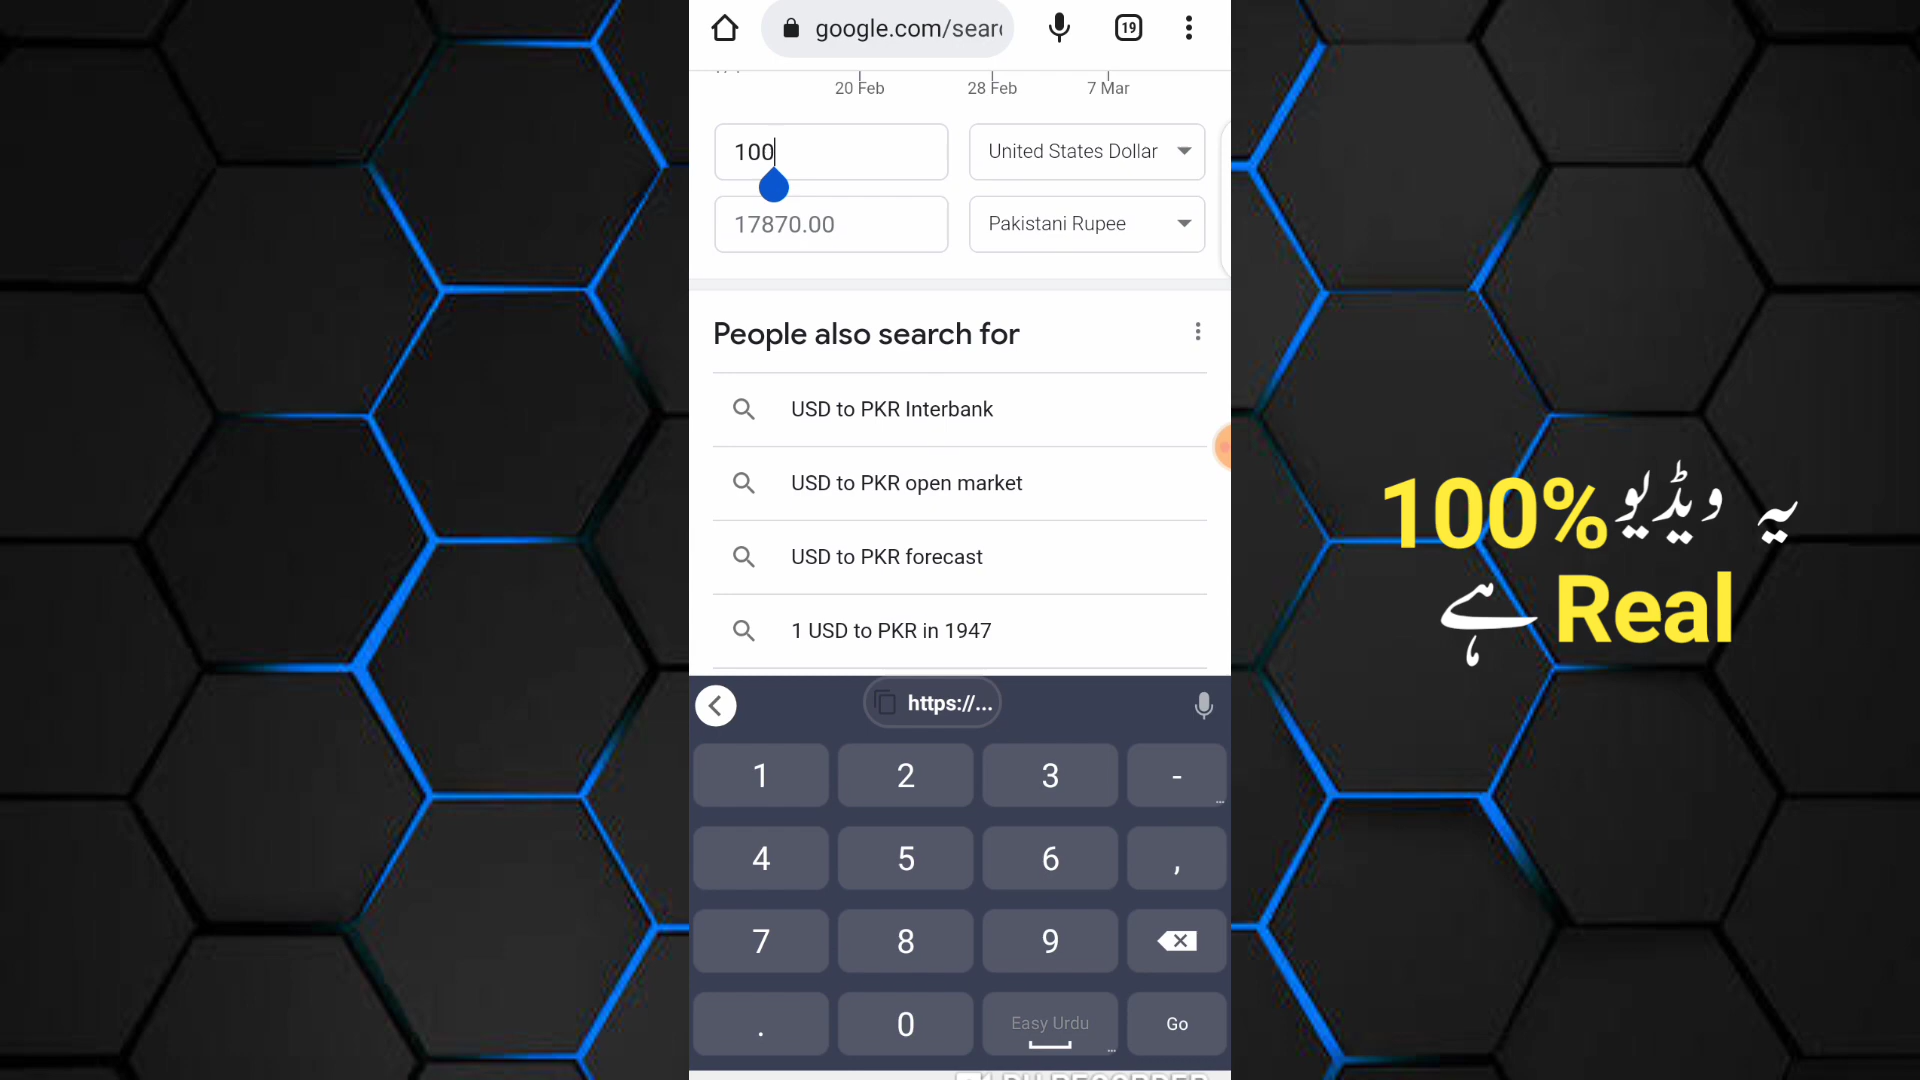 google.com/sear
19
20 Feb 28 Feb 7 Mar
100 United States Dollar
17870.00 Pakistani Rupee
People also search for
USD to PKR Interbank
USD to PKR open market
USD to PKR forecast
1 USD to PKR in 1947
https://...
1 2 3 -
4 5 6 ,
7 8 9
. 0 Easy Urdu Go
یہ ویڈیو 100%
Real ہے